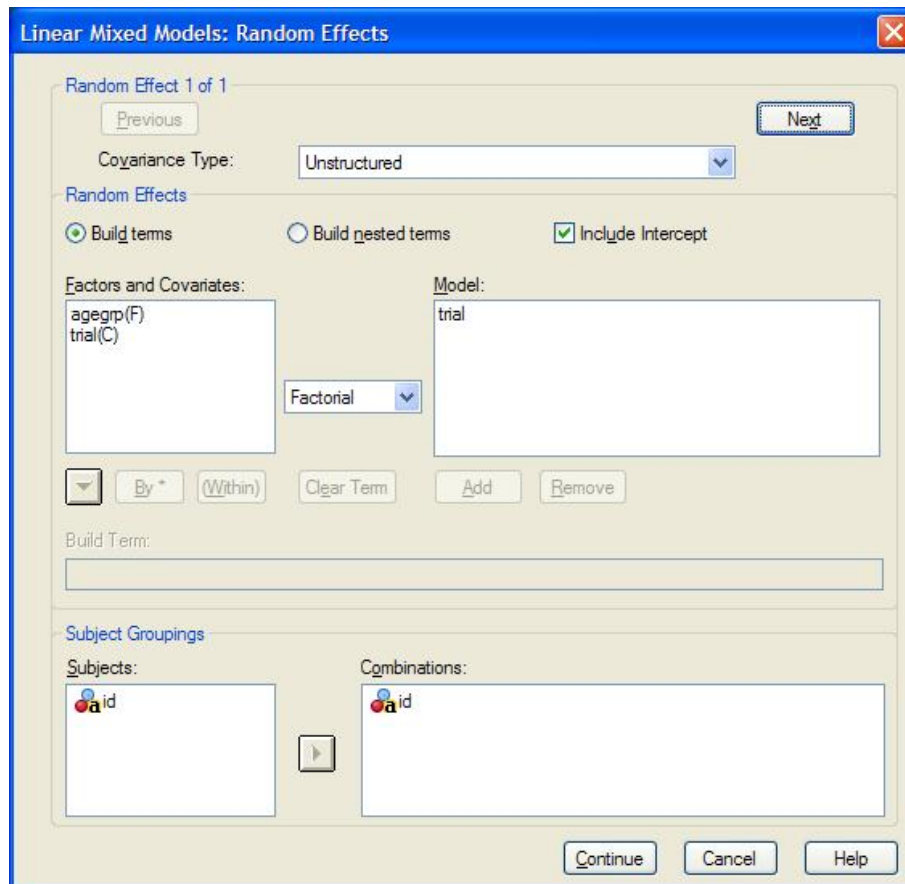 Linear Mixed Models: Random Effects
Random Effect 1 of 1
Previous
Next
Covariance Type:
Unstructured
Random Effects
Build terms
Build nested terms
Include Intercept
Factors and Covariates:
Model:
agegrp(F)
trial(C)
trial
Factorial
By *
(Within)
Clear Term
Add
Remove
Build Term:
Subject Groupings
Subjects:
Combinations:
a id
a id
Continue
Cancel
Help